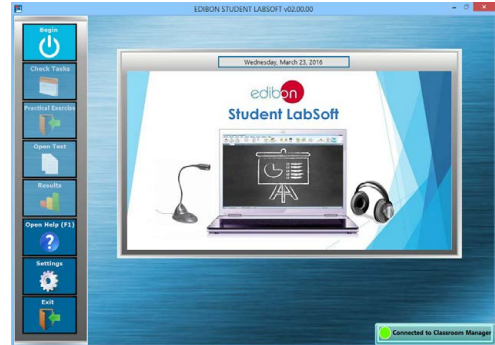 EDIBON STUDENT LABSOFT v02.00.00
Begin
Check Tasks
Practical Exercise
Open Test
Results
Open Help (F1)
Settings
Exit
Wednesday, March 23, 2016
edibon
Student LabSoft
Connected to Classroom Manager